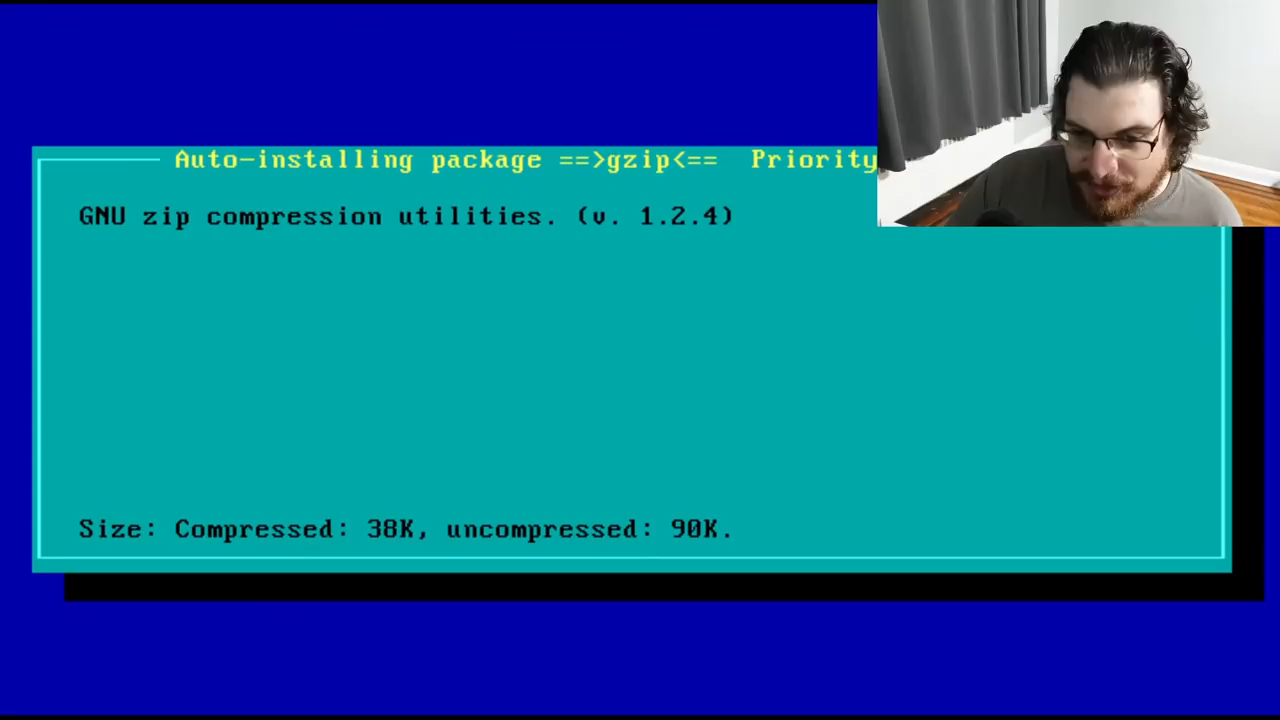 Auto-installing package ==>gzip<== Priority
GNU zip compression utilities. (v. 1.2.4)
Size: Compressed: 38K, uncompressed: 90K.